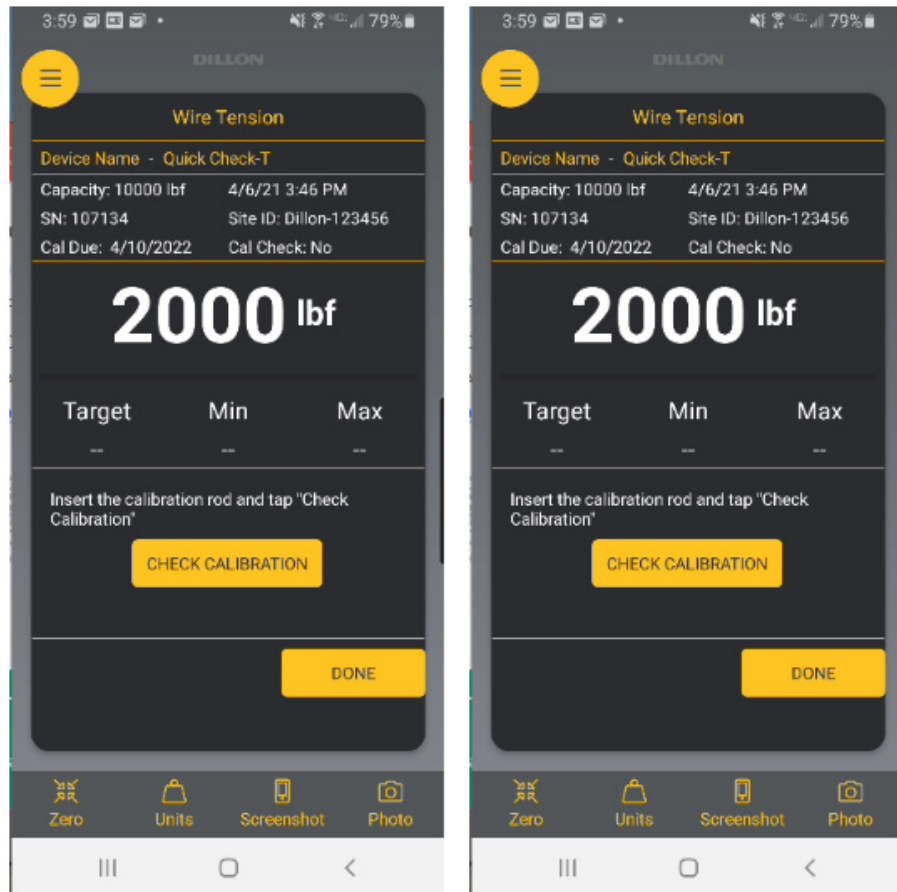 3:59
79%
DILLON
Wire Tension
Device Name - Quick Check-T
Capacity: 10000 lbf 4/6/21 3:46 PM
SN: 107134 Site ID: Dillon-123456
Cal Due: 4/10/2022 Cal Check: No
2000 lbf
Target Min Max
-- -- --
Insert the calibration rod and tap "Check
Calibration"
CHECK CALIBRATION
DONE
Zero Units Screenshot Photo
3:59
79%
DILLON
Wire Tension
Device Name - Quick Check-T
Capacity: 10000 lbf 4/6/21 3:46 PM
SN: 107134 Site ID: Dillon-123456
Cal Due: 4/10/2022 Cal Check: No
2000 lbf
Target Min Max
-- -- --
Insert the calibration rod and tap "Check
Calibration"
CHECK CALIBRATION
DONE
Zero Units Screenshot Photo